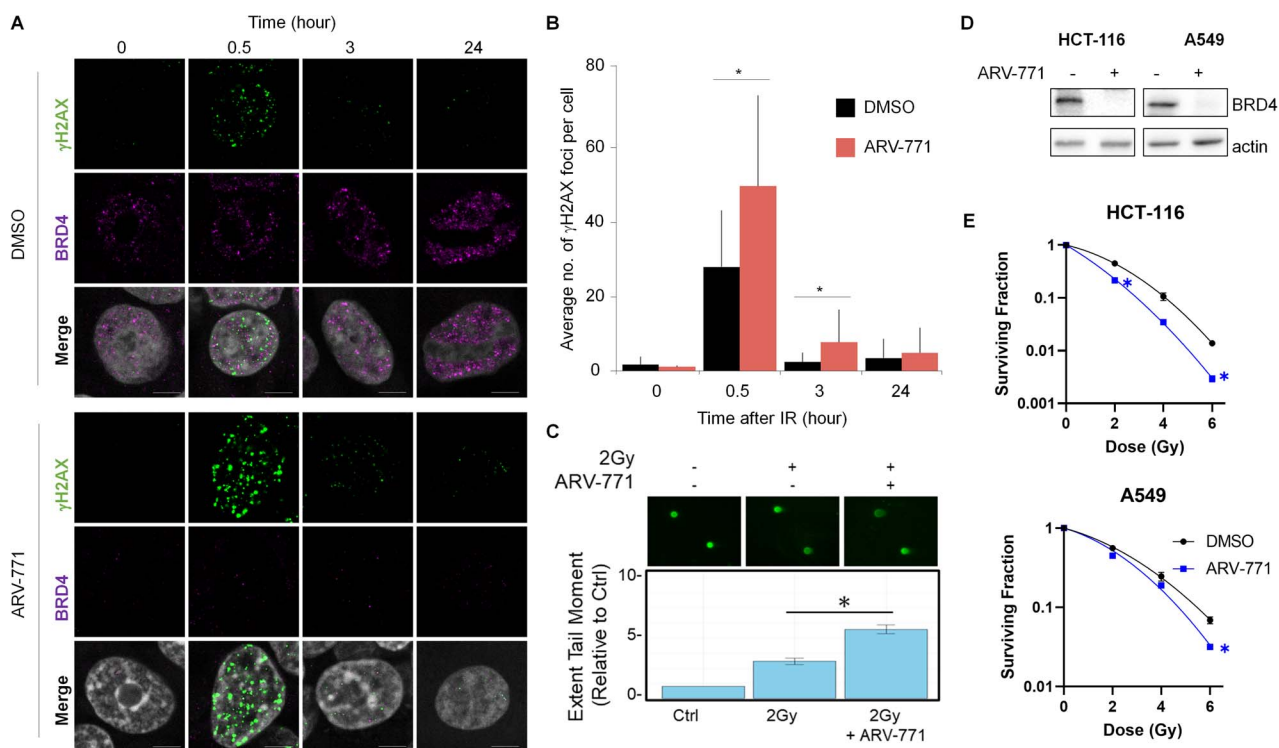 A
Time (hour)
0 0.5 3 24
DMSO
γH2AX
BRD4
Merge
ARV-771
γH2AX
BRD4
Merge
B
Average no. of γH2AX foci per cell
80
60
40
20
0
*
*
DMSO
ARV-771
0 0.5 3 24
Time after IR (hour)
C
2Gy - + +
ARV-771 - - +
Extent Tail Moment
(Relative to Ctrl)
10-
5-
0-
*
Ctrl 2Gy 2Gy
+ ARV-771
D
HCT-116 A549
ARV-771 - + - +
BRD4
actin
E
HCT-116
Surviving Fraction
1
0.1
0.01
0.001
*
*
0 2 4 6
Dose (Gy)
A549
Surviving Fraction
1
0.1
0.01
DMSO
ARV-771
*
0 2 4 6
Dose (Gy)